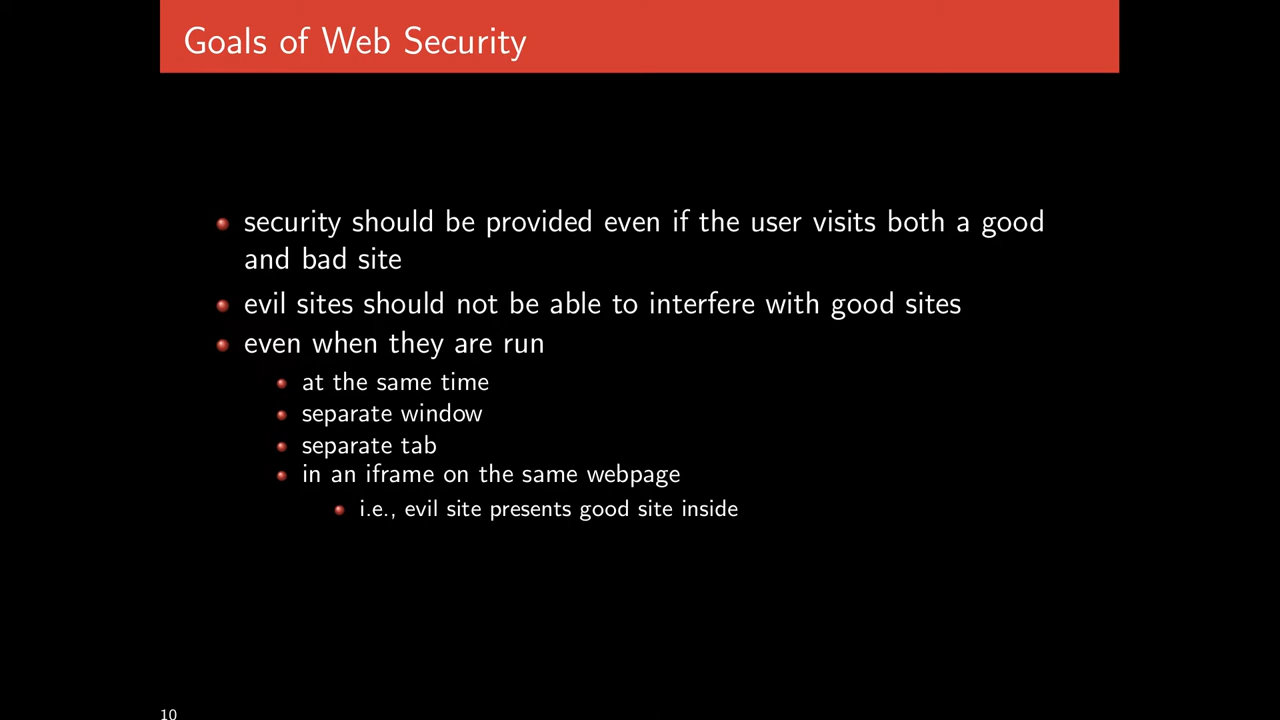 Goals of Web Security
security should be provided even if the user visits both a good
and bad site
evil sites should not be able to interfere with good sites
even when they are run
at the same time
separate window
separate tab
in an iframe on the same webpage
i.e., evil site presents good site inside
10